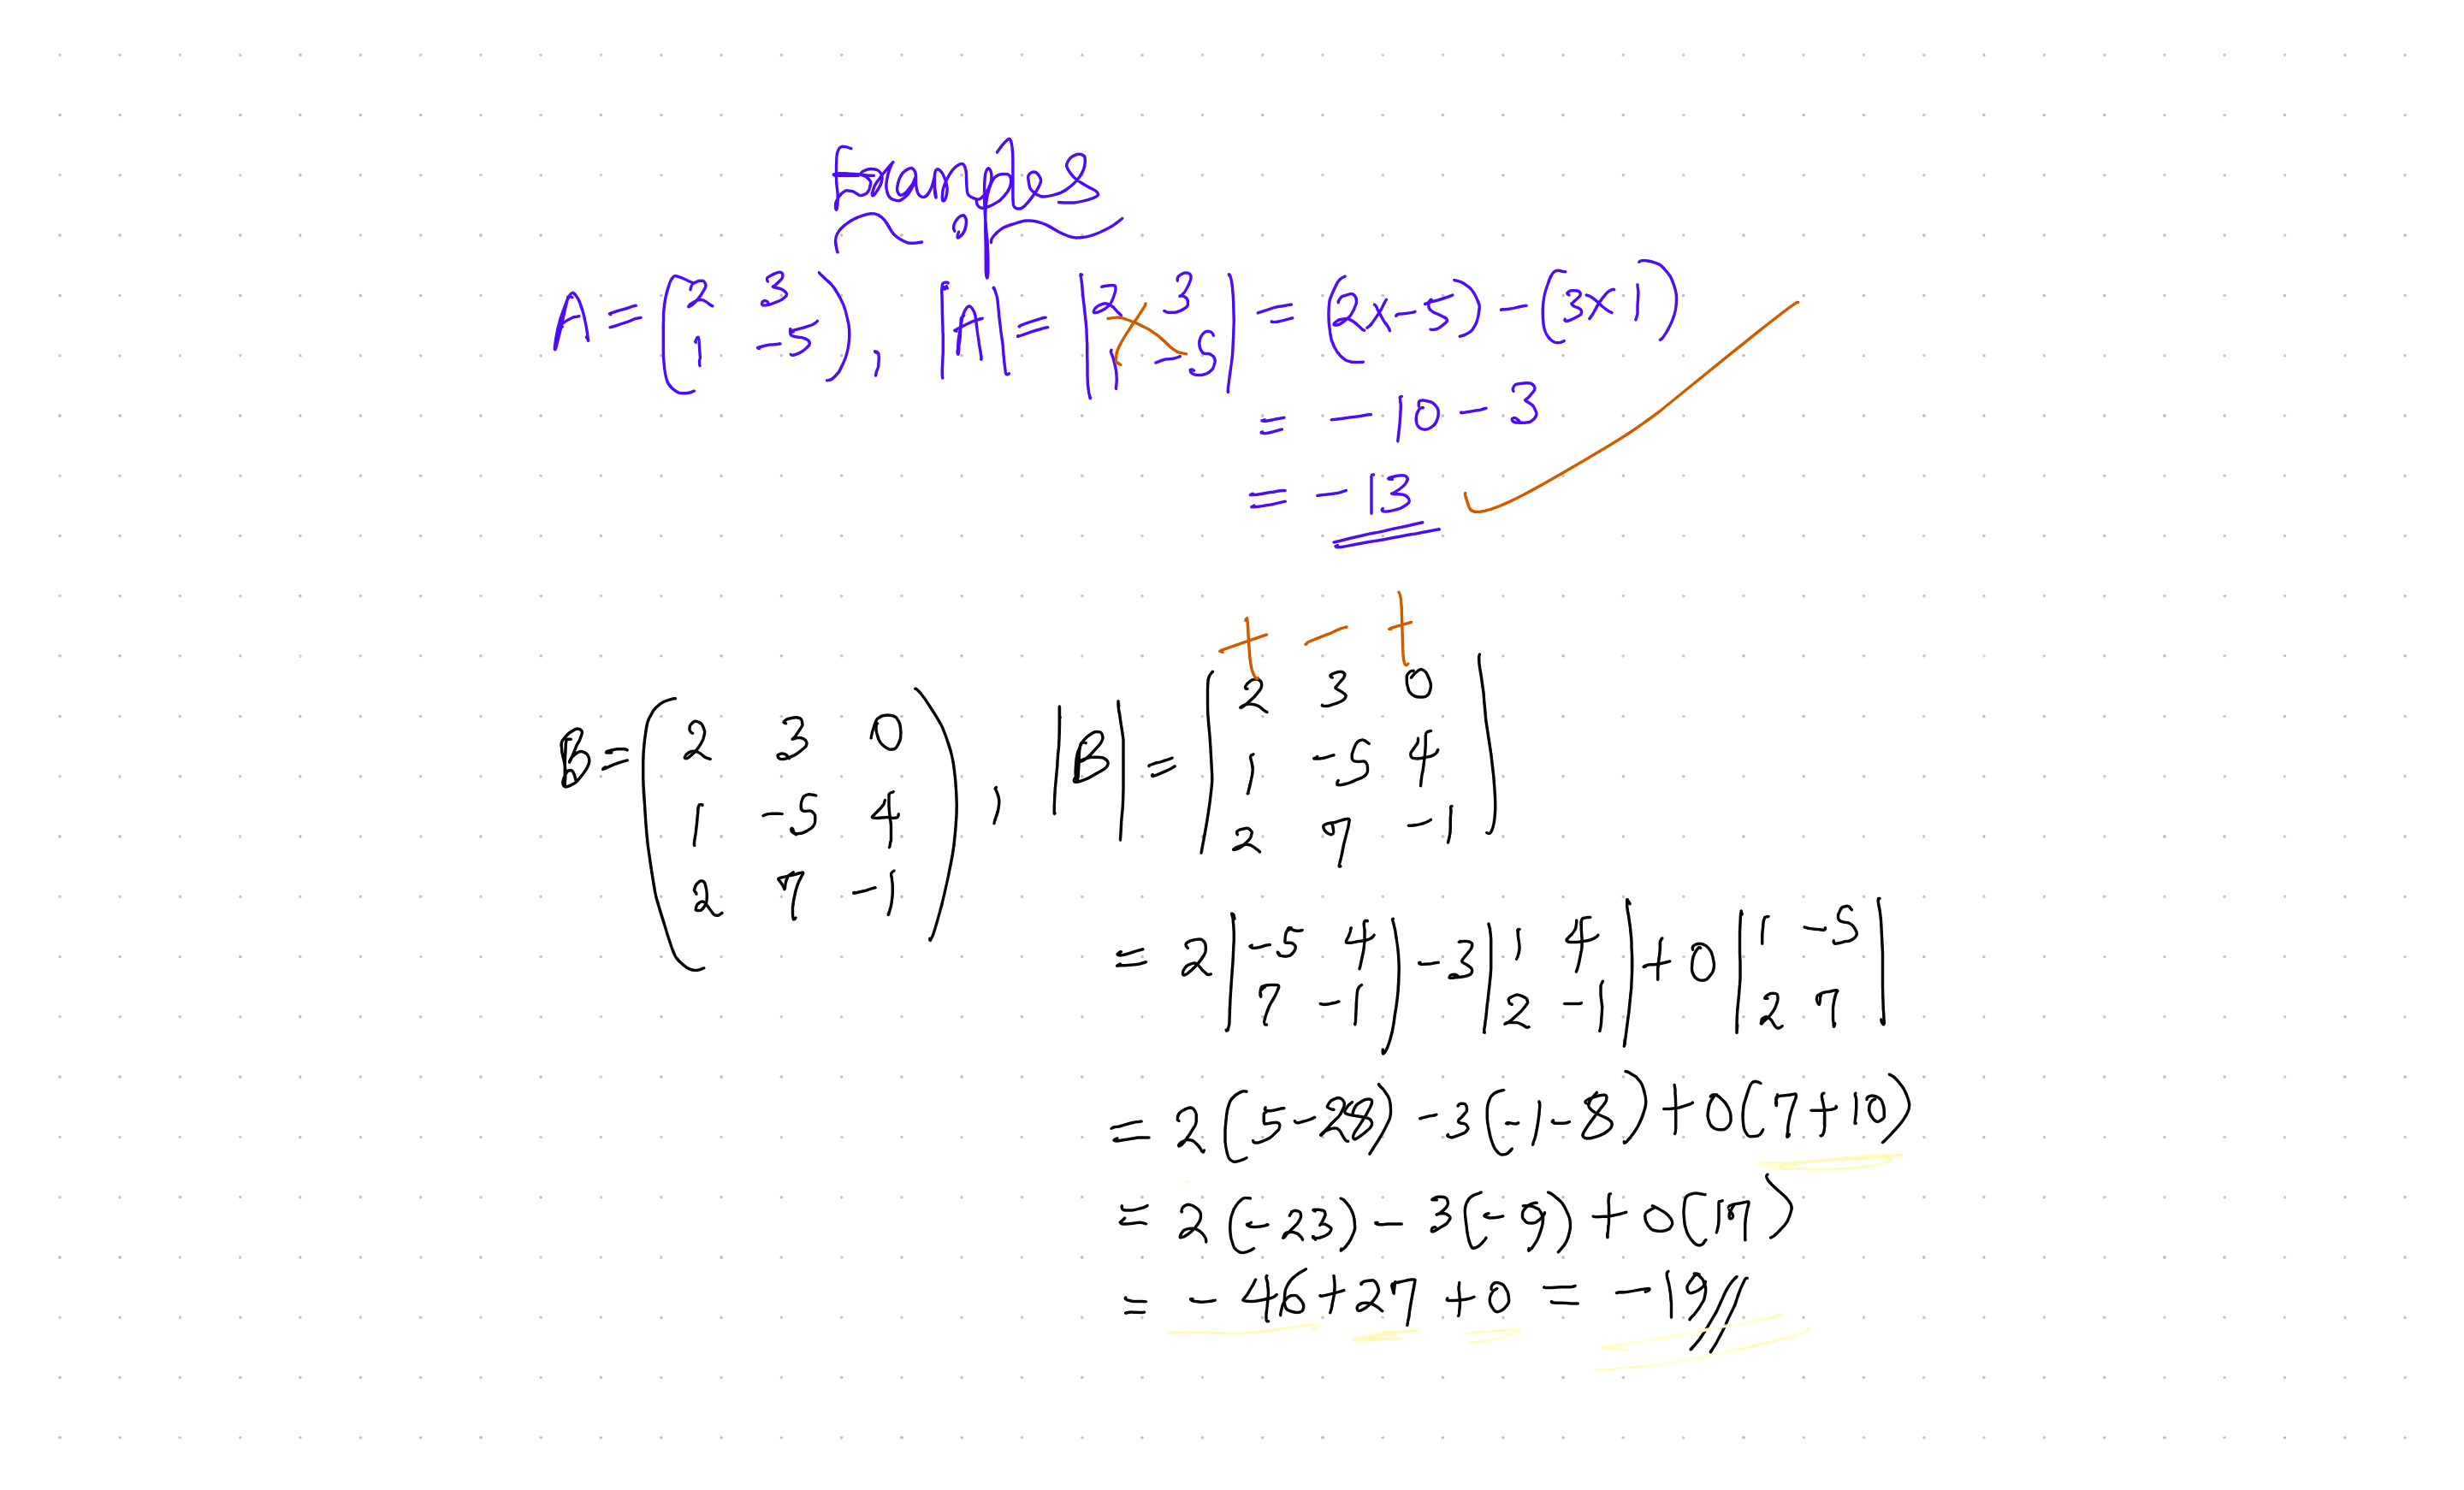 Examples
A = ( 2 3 ; 1 -5 ) , |A| = | 2 3 ; 1 -5 | = (2x-5) - (3x1)
= -10 - 3
= -13
+ - +
B = ( 2 3 0 ; 1 -5 4 ; 2 7 -1 ) , |B| = | 2 3 0 ; 1 -5 4 ; 2 7 -1 |
= 2 | -5 4 ; 7 -1 | - 3 | 1 4 ; 2 -1 | + 0 | 1 -5 ; 2 7 |
= 2(5-28) - 3(-1-8) + 0(7+10)
= 2(-23) - 3(-9) + 0(17)
= -46 + 27 + 0 = -19